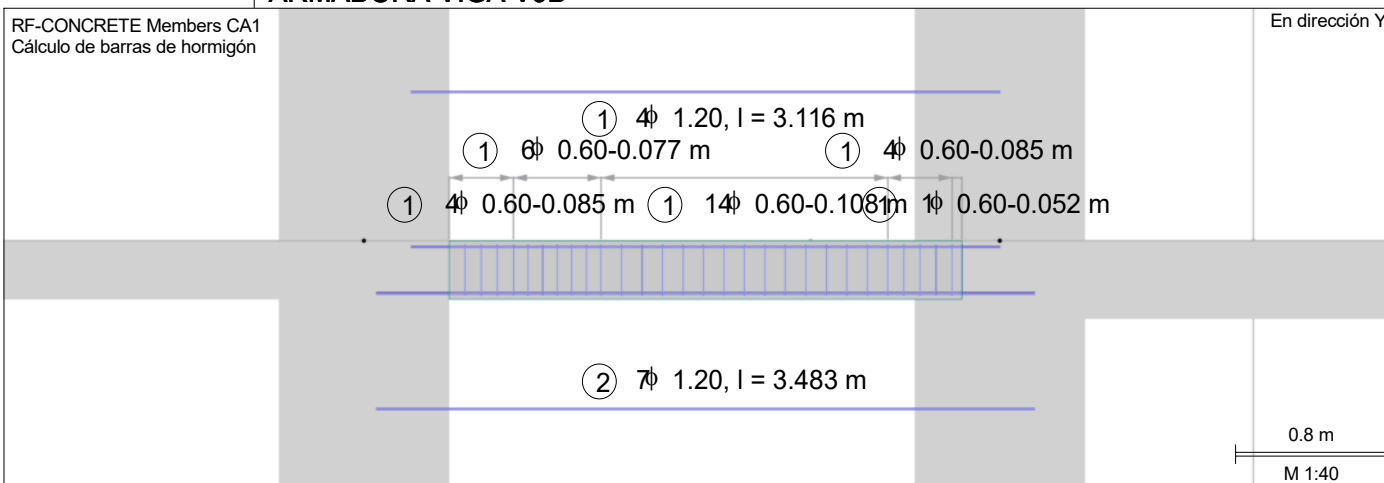 RF-CONCRETE Members CA1
Cálculo de barras de hormigón
En dirección Y
1 4ϕ 1.20, l = 3.116 m
1 6ϕ 0.60-0.077 m 1 4ϕ 0.60-0.085 m
1 4ϕ 0.60-0.085 m 1 14ϕ 0.60-0.108 m 1 1ϕ 0.60-0.052 m
2 7ϕ 1.20, l = 3.483 m
0.8 m
M 1:40